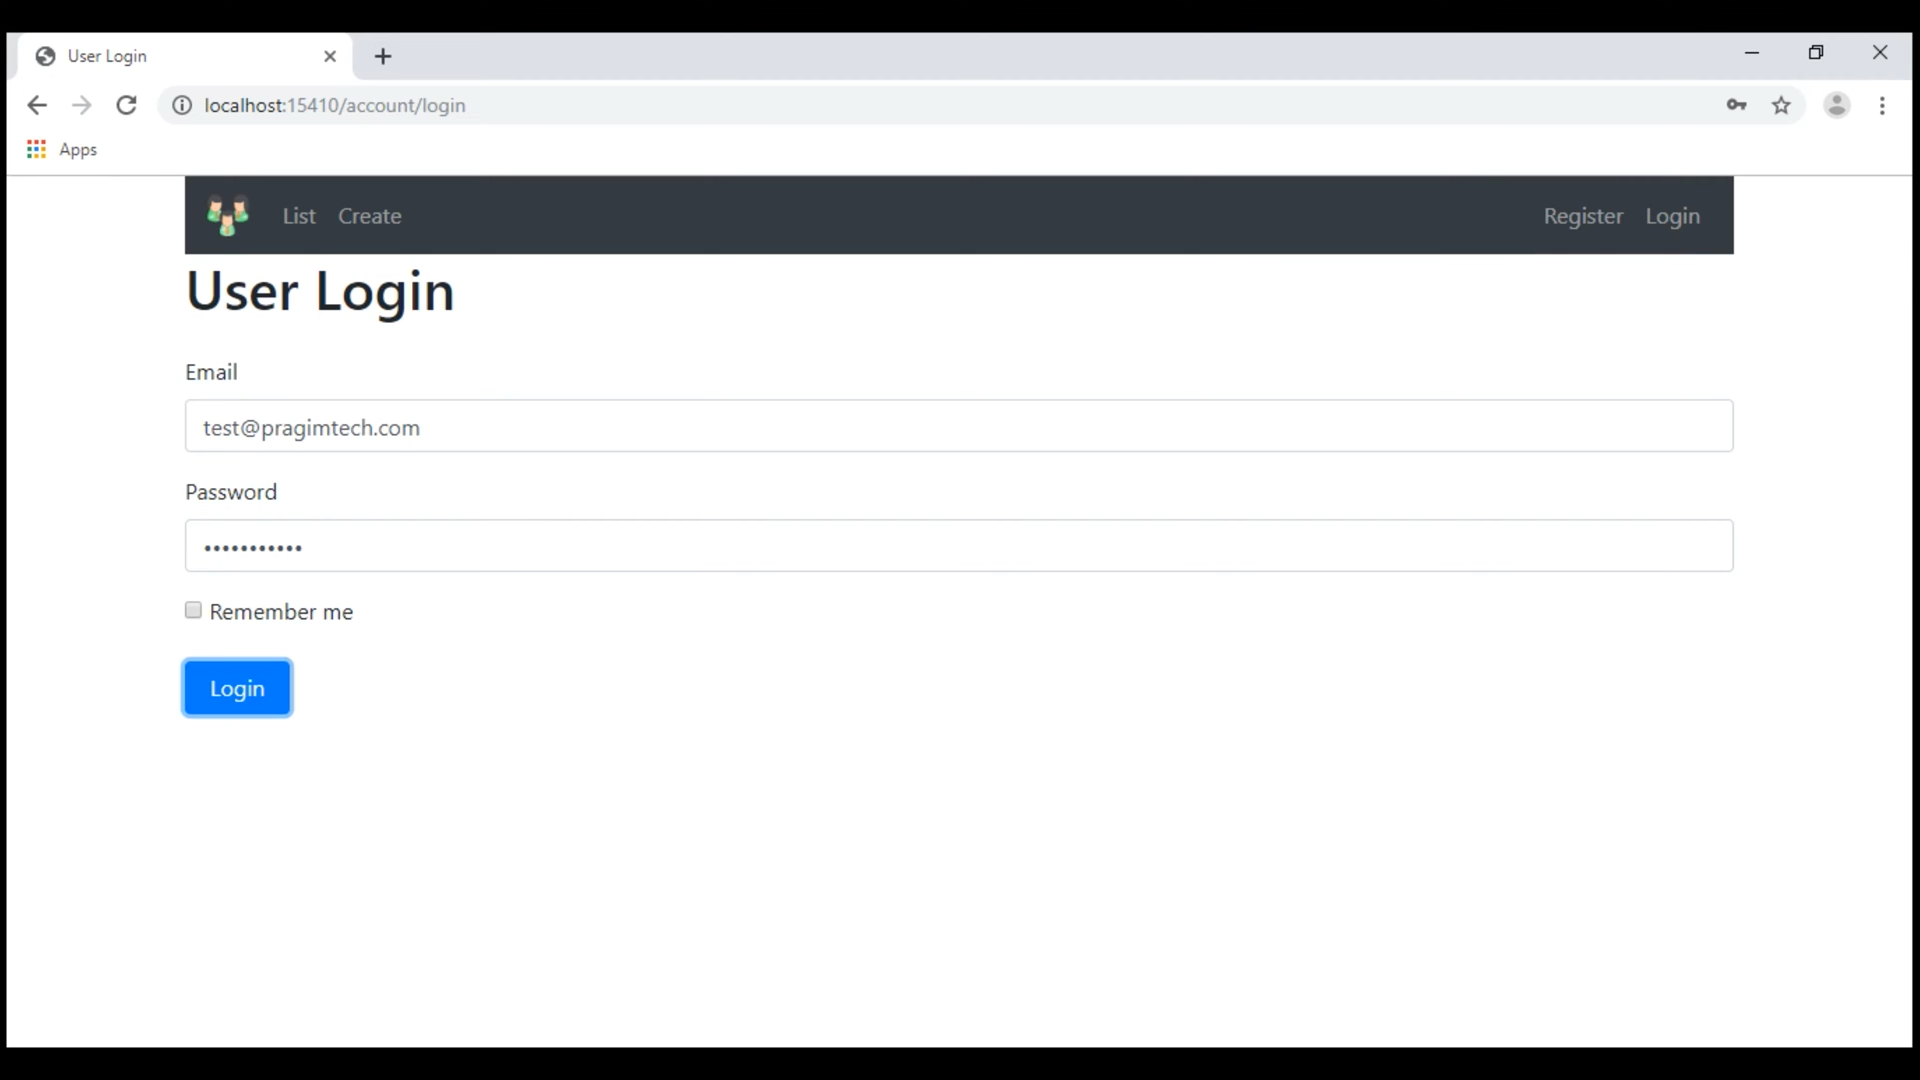 User Login
localhost:15410/account/login
Apps
List Create Register Login
User Login
Email
test@pragimtech.com
Password
•••••••••••
Remember me
Login